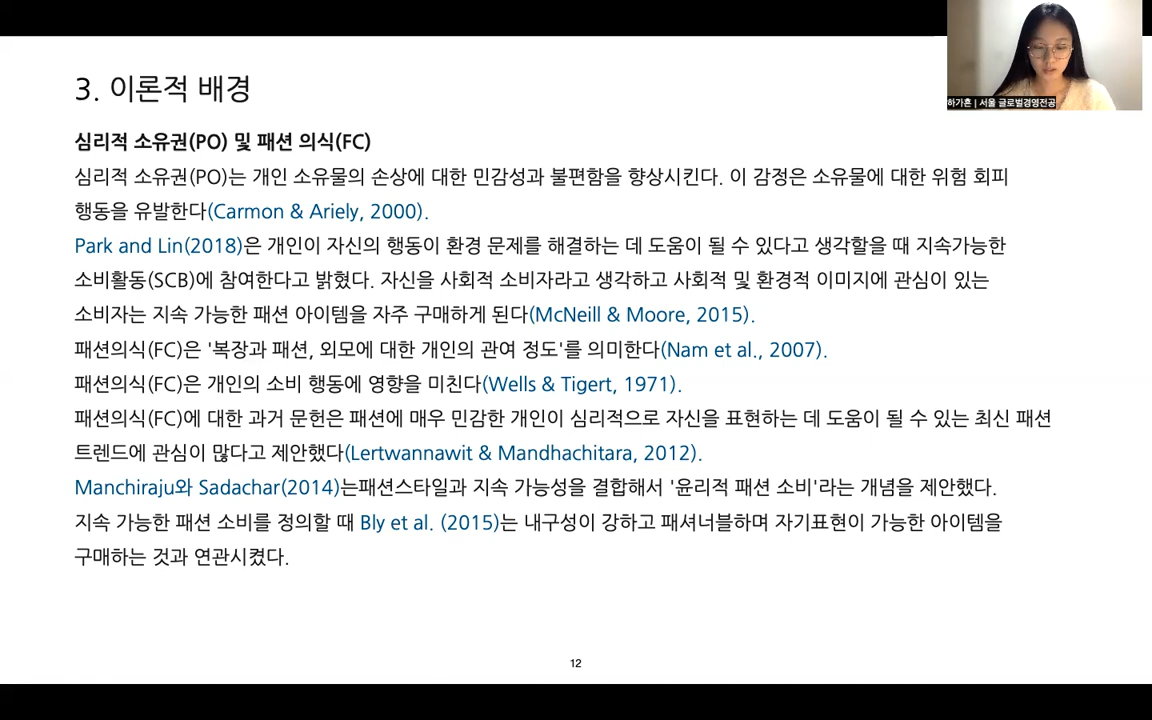 3. 이론적 배경
하가흔 | 서울 글로벌경영전공
심리적 소유권(PO) 및 패션 의식(FC)
심리적 소유권(PO)는 개인 소유물의 손상에 대한 민감성과 불편함을 향상시킨다. 이 감정은 소유물에 대한 위험 회피
행동을 유발한다(Carmon & Ariely, 2000).
Park and Lin(2018)은 개인이 자신의 행동이 환경 문제를 해결하는 데 도움이 될 수 있다고 생각할을 때 지속가능한
소비활동(SCB)에 참여한다고 밝혔다. 자신을 사회적 소비자라고 생각하고 사회적 및 환경적 이미지에 관심이 있는
소비자는 지속 가능한 패션 아이템을 자주 구매하게 된다(McNeill & Moore, 2015).
패션의식(FC)은 '복장과 패션, 외모에 대한 개인의 관여 정도'를 의미한다(Nam et al., 2007).
패션의식(FC)은 개인의 소비 행동에 영향을 미친다(Wells & Tigert, 1971).
패션의식(FC)에 대한 과거 문헌은 패션에 매우 민감한 개인이 심리적으로 자신을 표현하는 데 도움이 될 수 있는 최신 패션
트렌드에 관심이 많다고 제안했다(Lertwannawit & Mandhachitara, 2012).
Manchiraju와 Sadachar(2014)는패션스타일과 지속 가능성을 결합해서 '윤리적 패션 소비'라는 개념을 제안했다.
지속 가능한 패션 소비를 정의할 때 Bly et al. (2015)는 내구성이 강하고 패셔너블하며 자기표현이 가능한 아이템을
구매하는 것과 연관시켰다.
12